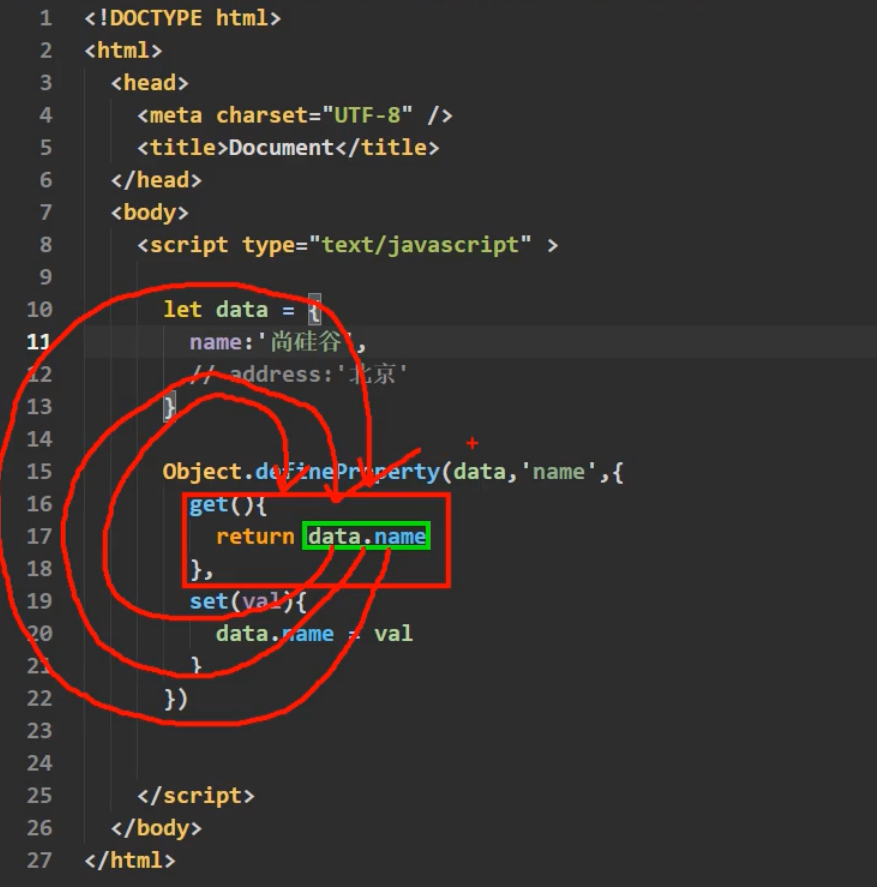 1 <!DOCTYPE html>
2 <html>
3 <head>
4 <meta charset="UTF-8" />
5 <title>Document</title>
6 </head>
7 <body>
8 <script type="text/javascript" >
9
10 let data = {
11 name:'尚硅谷',
12 // address:'北京'
13 }
14
15 Object.defineProperty(data,'name',{
16 get(){
17 return data.name
18 },
19 set(val){
20 data.name = val
21 }
22 })
23
24
25 </script>
26 </body>
27 </html>